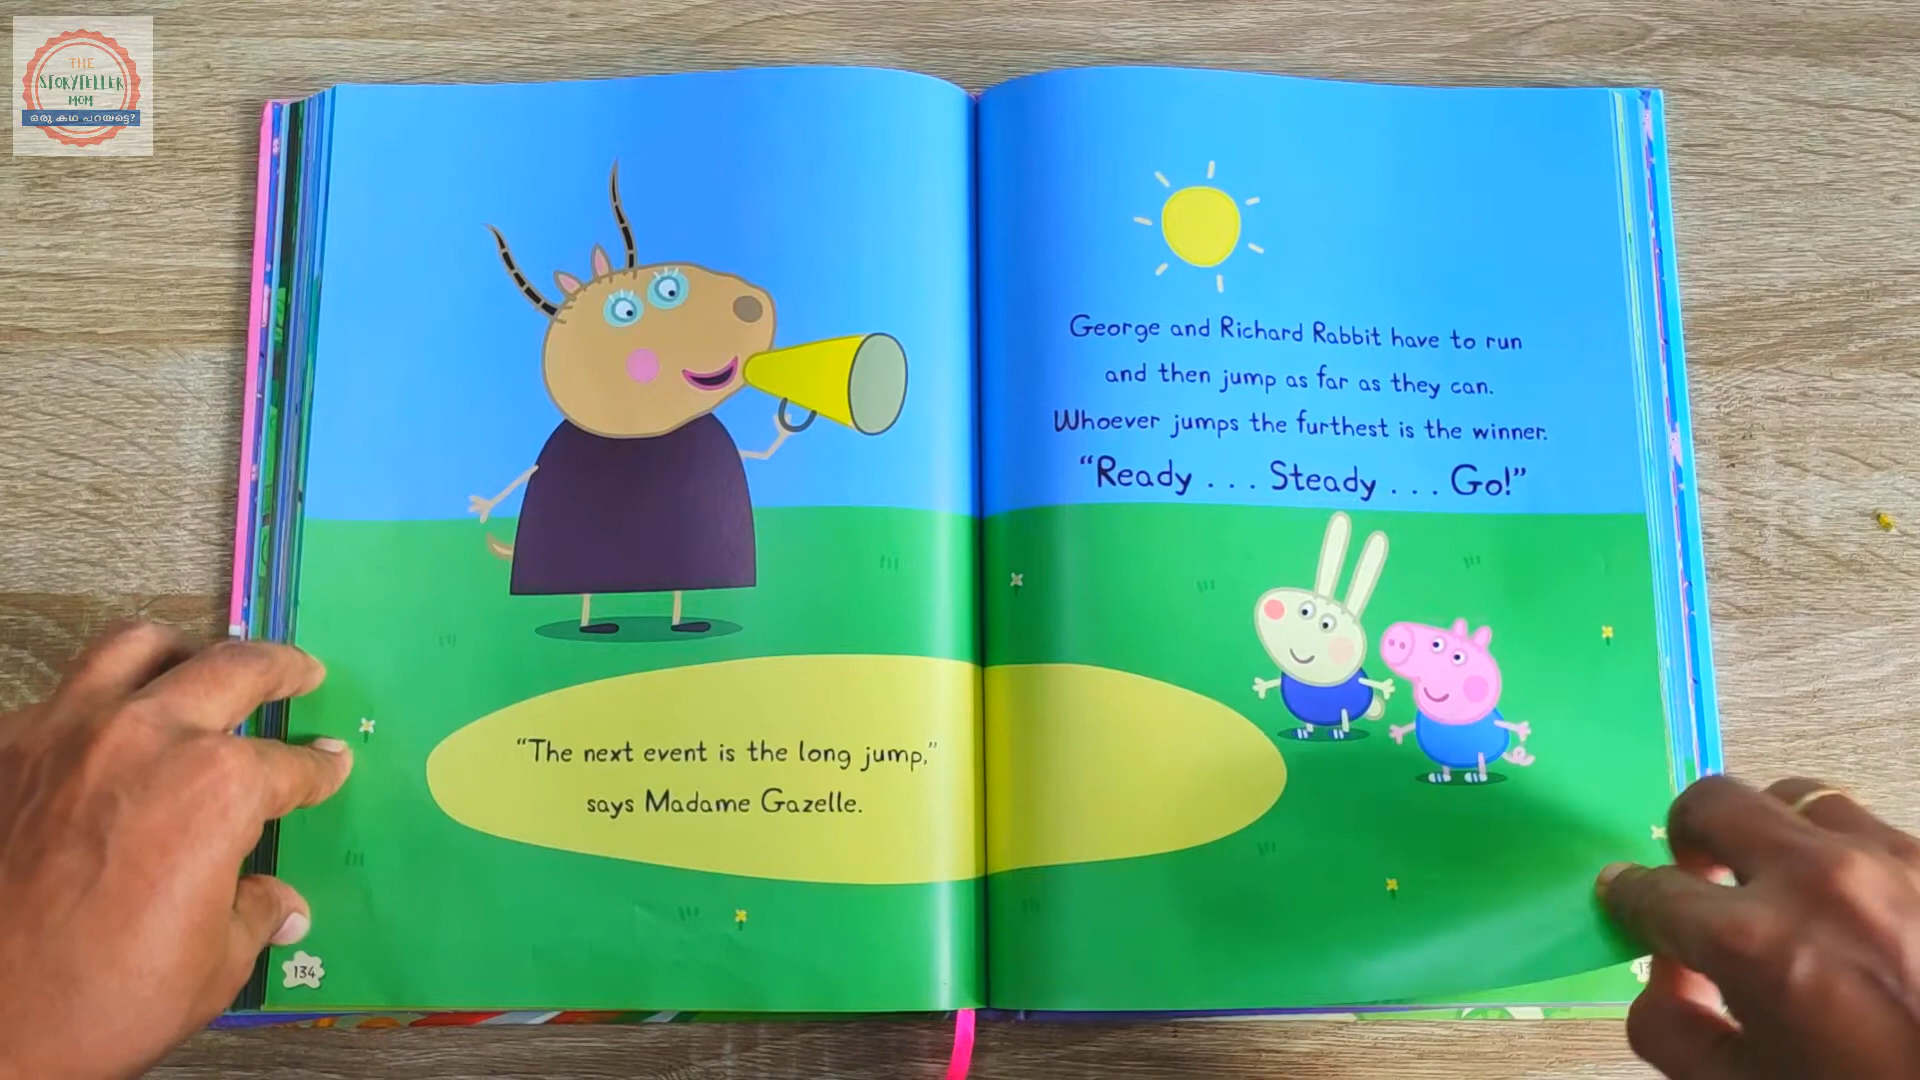 THE
STORYTELLER
MOM
ഒരു കഥ പറയട്ടെ?
"The next event is the long jump,"
says Madame Gazelle.
134
George and Richard Rabbit have to run
and then jump as far as they can.
Whoever jumps the furthest is the winner.
"Ready . . . Steady . . . Go!"